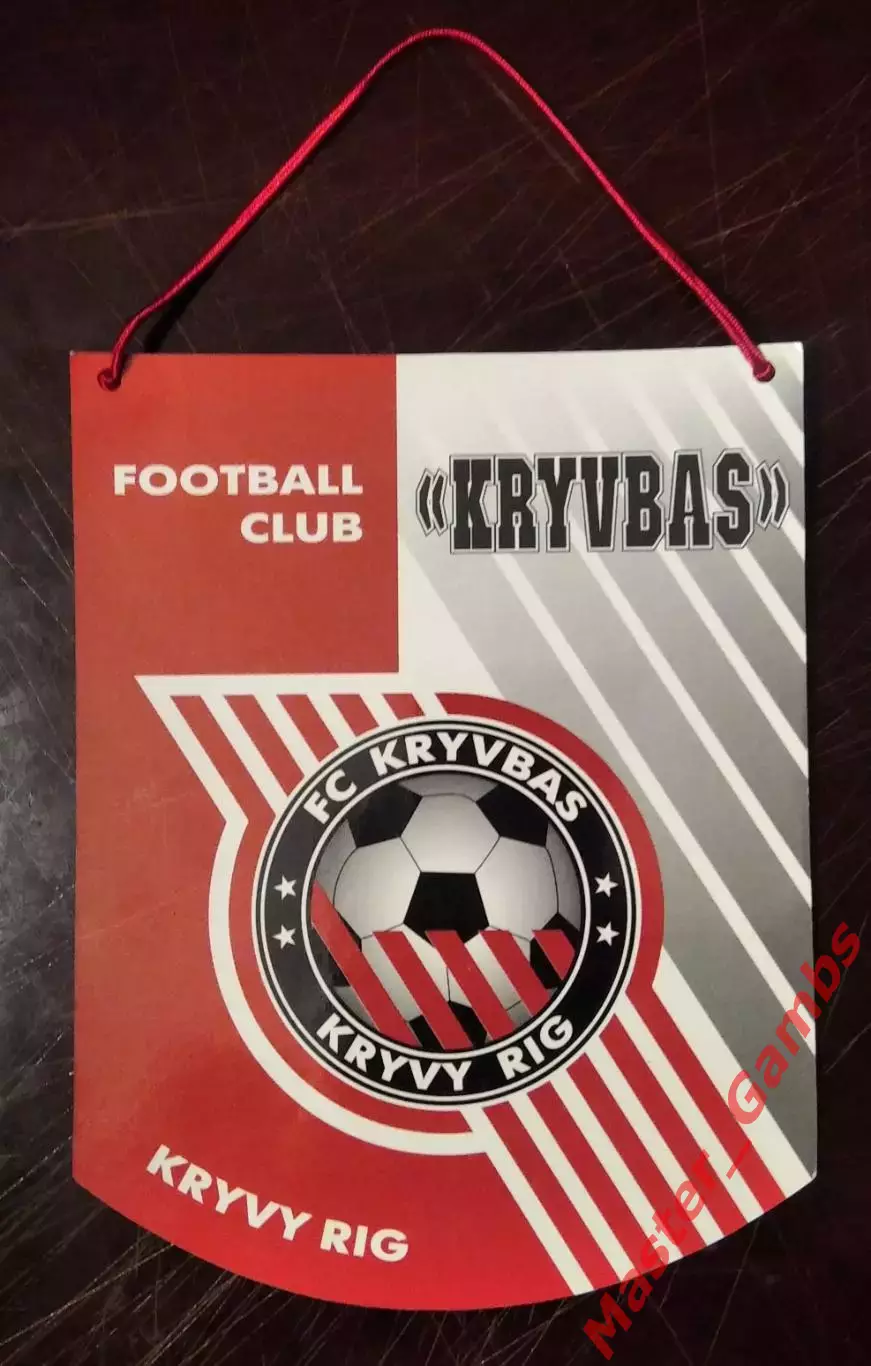 FOOTBALL
CLUB
«KRYVBAS»
FC KRYVBAS
KRYVY RIG
KRYVY RIG
Master_Gambs